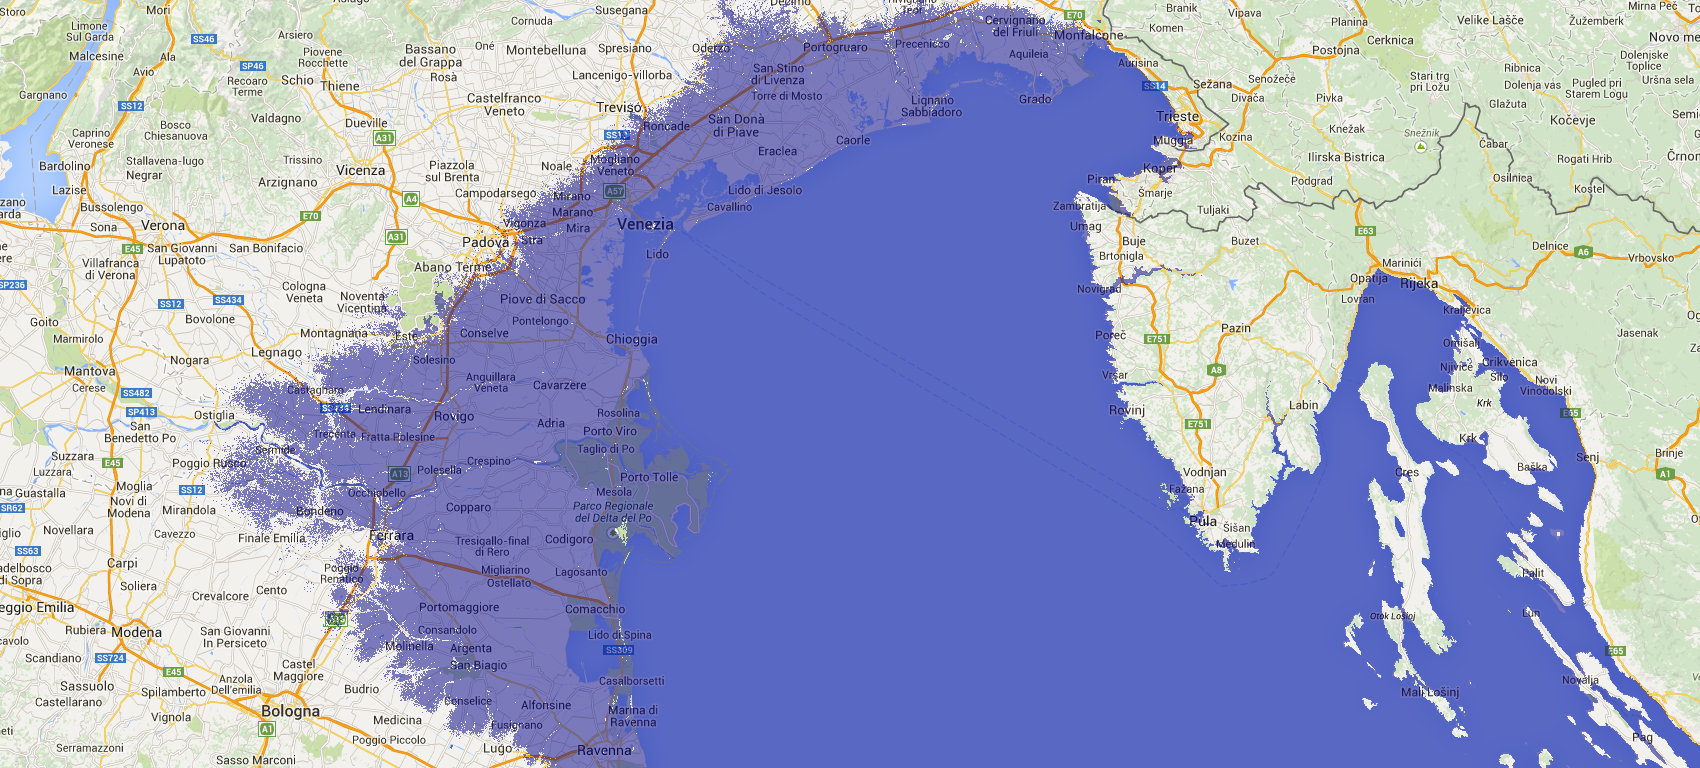 Limone
Sul Garda
Malcesine
Mori
Ala
SS46
Arsiero
Piovene
Rocchette
Cornuda
Susegana
Oné
Montebelluna
Spresiano
Bassano
del Grappa
Rosà
Oderzo
Portogruaro
Precenicco
Cervignano
del Friuli
E70
Monfalcone
Aquileia
Branik
Komen
Vipava
Planina
Postojna
Cerknica
Velike Lašče
Žužemberk
Mirna Peč
Novo me
Dolenjske
Toplice
Avio
Recoaro
Terme
SP46
Schio
Thiene
Lancenigo-villorba
San Stino
di Livenza
Torre di Mosto
Aurisina
SS14
Sežana
Divača
Senožeče
Pivka
Stari trg
pri Ložu
Ribnica
Dolenja vas
Glažuta
Pugled pri
Starem Logu
Uršna sela
Gargnano
SS12
Valdagno
Dueville
Castelfranco
Veneto
Treviso
Roncade
San Donà
di Piave
Lignano
Sabbiadoro
Grado
Trieste
Muggia
Kozina
Knežak
Ilirska Bistrica
Snežnik
Kočevje
Čabar
Rogati Hrib
Caprino
Veronese
Bosco
Chiesanuova
Stallavena-lugo
Negrar
A31
Trissino
Vicenza
Arzignano
Piazzola
sul Brenta
Campodarsego
Noale
Mogliano
Veneto
Eraclea
Caorle
Bardolino
Lazise
Bussolengo
Sona
Verona
E45
San Giovanni
Lupatoto
San Bonifacio
E70
A4
A31
Mirano
Marano
Mira
A57
Venezia
Lido
Cavallino
Lido di Jesolo
Koper
Piran
Šmarje
Zambratija
Umag
Buje
Brtonigla
Tuljaki
Buzet
Podgrad
Osilnica
Kostel
Vigonza
Stra
Padova
Abano Terme
Villafranca
di Verona
SP236
SS12
SS434
Bovolone
Cologna
Veneta
Noventa
Vicentina
Montagnana
Este
Piove di Sacco
Pontelongo
Conselve
Chioggia
Novigrad
Poreč
E751
Pazin
E63
Marinići
Opatija
Rijeka
Lovran
Kraljevica
Delnice
A6
Vrbovsko
Jasenak
Goito
Marmirolo
Mantova
Cerese
Nogara
Legnago
Solesino
Castagnaro
Anguillara
Veneta
Cavarzere
Vrsar
A8
Omišalj
Njivice
Crikvenica
Šilo
Malinska
Novi
Vinodolski
SS482
SP413
San
Benedetto Po
Ostiglia
Lendinara
Rovigo
Trecenta
Fratta Polesine
Adria
Rosolina
Porto Viro
Taglio di Po
Rovinj
E751
Labin
Krk
Krk
E65
Suzzara
Luzzara
E45
Poggio Rusco
Sermide
A13
Polesella
Crespino
Porto Tolle
Vodnjan
Fažana
Cres
Baška
Senj
Brinje
A1
Guastalla
SR62
Moglia
Novi di
Modena
SS12
Mirandola
Occhiobello
Bondeno
Copparo
Mesola
Parco Regionale
del Delta del Po
Pula
Šišan
Medulin
Novellara
Cavezzo
Finale Emilia
Ferrara
Tresigallo-final
di Rero
Codigoro
SS63
Carpi
Soliera
Crevalcore
Cento
Poggio
Renatico
Migliarino
Ostellato
Lagosanto
Palit
eggio Emilia
Rubiera
Modena
San Giovanni
In Persiceto
Portomaggiore
Consandolo
Comacchio
Otok Lošinj
Lun
Scandiano
SS724
Castel
Maggiore
Molinella
Argenta
San Biagio
Lido di Spina
SS309
E65
Sassuolo
Castellarano
E45
Spilamberto
Anzola
Dell'emilia
Budrio
Conselice
Casalborsetti
Mali Lošinj
Novalja
Vignola
Bologna
Medicina
Alfonsine
Marina di
Ravenna
Serramazzoni
A1
Poggio Piccolo
Fusignano
Lugo
Ravenna
Sasso Marconi
Pag